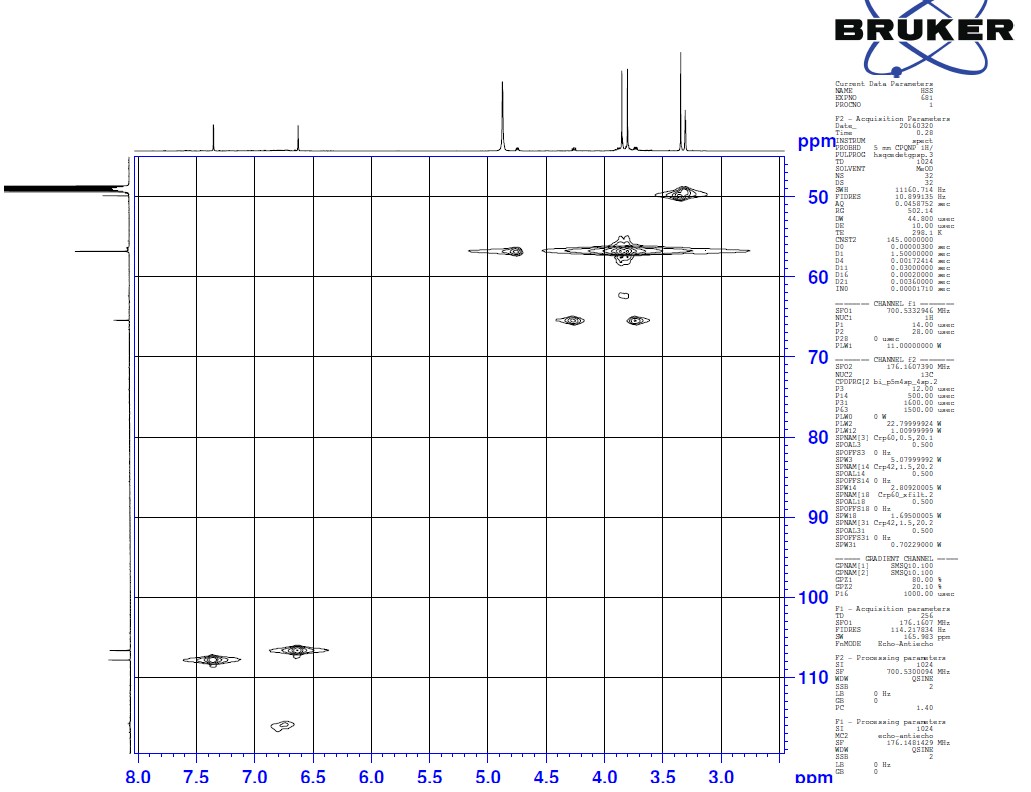 BRUKER
Current Data Parameters
NAME HSS
EXPNO 681
PROCNO 1
F2 - Acquisition Parameters
Date_ 20160320
Time 0.28
INSTRUM spect
PROBHD 5 mm CPQNP 1H/
PULPROG hsqcedetgpsp.3
TD 1024
SOLVENT MeOD
NS 32
DS 32
SWH 11160.714 Hz
FIDRES 10.899135 Hz
AQ 0.0458752 sec
RG 502.14
DW 44.800 usec
DE 10.00 usec
TE 298.1 K
CNST2 145.0000000
D0 0.00000300 sec
D1 1.50000000 sec
D4 0.00172414 sec
D11 0.03000000 sec
D16 0.00020000 sec
D21 0.00360000 sec
IN0 0.00001710 sec
======= CHANNEL f1 =======
SFO1 700.5332946 MHz
NUC1 1H
P1 14.00 usec
P2 28.00 usec
P28 0 usec
PLW1 11.00000000 W
======= CHANNEL f2 =======
SFO2 176.1607390 MHz
NUC2 13C
CPDPRG[2 bi_p5m4sp_4sp.2
P3 12.00 usec
P14 500.00 usec
P31 1600.00 usec
P63 1500.00 usec
PLW0 0 W
PLW2 22.79999924 W
PLW12 1.00999999 W
SPNAM[3] Crp60,0.5,20.1
SPOAL3 0.500
SPOFFS3 0 Hz
SPW3 5.07999992 W
SPNAM[14 Crp42,1.5,20.2
SPOAL14 0.500
SPOFFS14 0 Hz
SPW14 2.80920005 W
SPNAM[18 Crp60_xfilt.2
SPOAL18 0.500
SPOFFS18 0 Hz
SPW18 1.69500005 W
SPNAM[31 Crp42,1.5,20.2
SPOAL31 0.500
SPOFFS31 0 Hz
SPW31 0.70229000 W
====== GRADIENT CHANNEL =====
GPNAM[1] SMSQ10.100
GPNAM[2] SMSQ10.100
GPZ1 80.00 %
GPZ2 20.10 %
P16 1000.00 usec
F1 - Acquisition parameters
TD 256
SFO1 176.1607 MHz
FIDRES 114.217834 Hz
SW 165.983 ppm
FnMODE Echo-Antiecho
F2 - Processing parameters
SI 1024
SF 700.5300094 MHz
WDW QSINE
SSB 2
LB 0 Hz
GB 0
PC 1.40
F1 - Processing parameters
SI 1024
MC2 echo-antiecho
SF 176.1481429 MHz
WDW QSINE
SSB 2
LB 0 Hz
GB 0
ppm
50
60
70
80
90
100
110
8.0 7.5 7.0 6.5 6.0 5.5 5.0 4.5 4.0 3.5 3.0 ppm